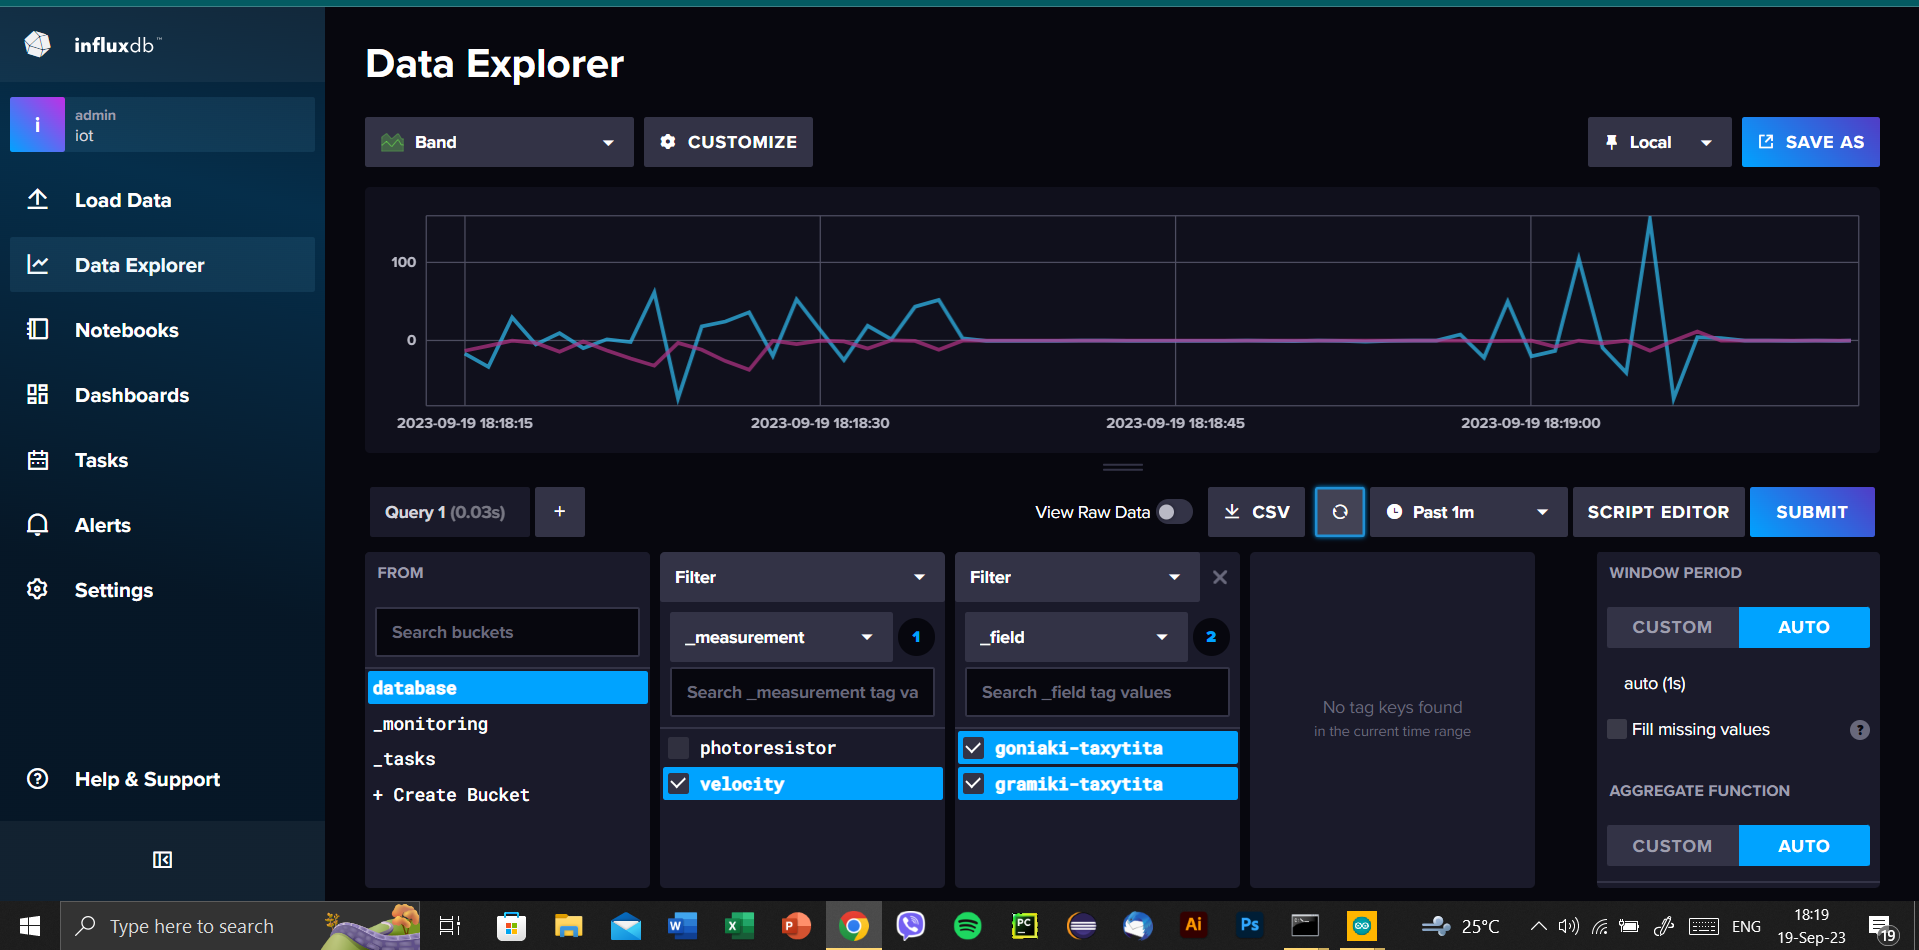 influxdb™
Data Explorer
i
admin
iot
Band
CUSTOMIZE
Local
SAVE AS
Load Data
Data Explorer
Notebooks
Dashboards
Tasks
Alerts
Settings
Help & Support
100
0
2023-09-19 18:18:15
2023-09-19 18:18:30
2023-09-19 18:18:45
2023-09-19 18:19:00
Query 1 (0.03s)
+
View Raw Data
CSV
Past 1m
SCRIPT EDITOR
SUBMIT
FROM
Search buckets
database
_monitoring
_tasks
+ Create Bucket
Filter
_measurement
1
Search _measurement tag va
photoresistor
velocity
Filter
_field
2
Search _field tag values
goniaki-taxytita
gramiki-taxytita
No tag keys found
in the current time range
WINDOW PERIOD
CUSTOM
AUTO
auto (1s)
Fill missing values
?
AGGREGATE FUNCTION
CUSTOM
AUTO
Type here to search
PC
Ai
Ps
25°C
ENG
18:19
19-Sep-23
19